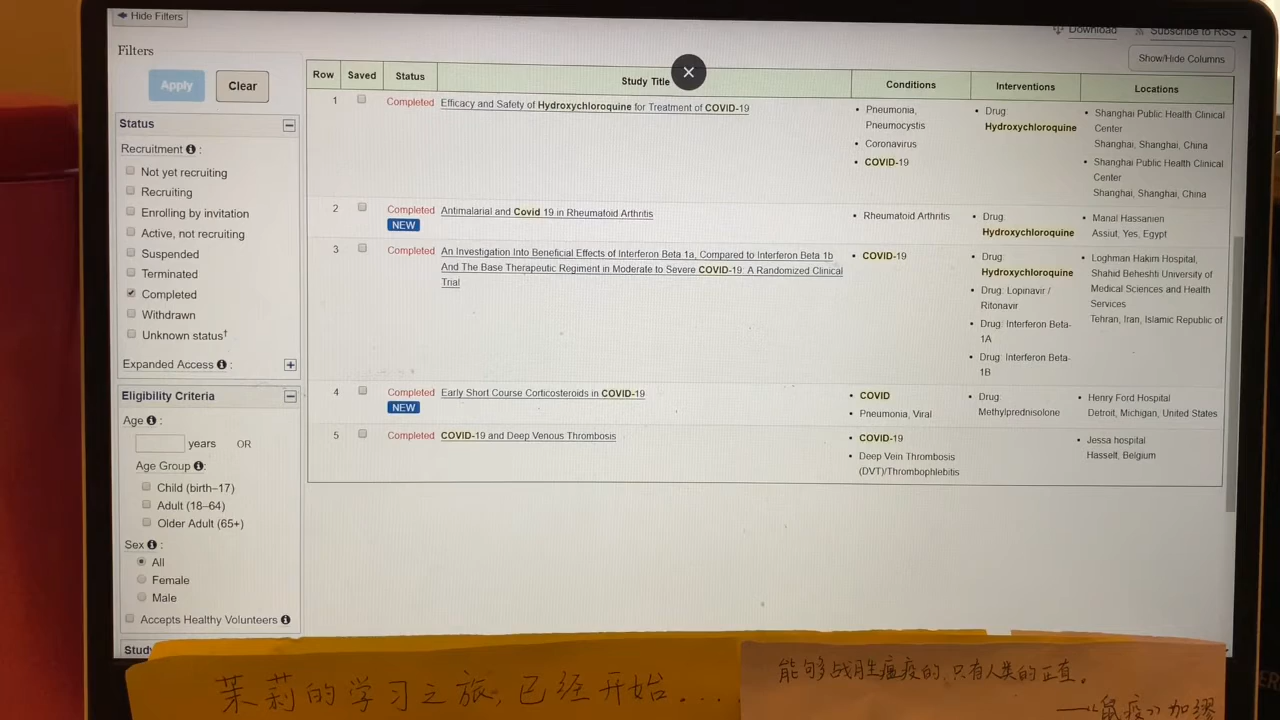 Hide Filters
Download
Subscribe to RSS
Filters
Show/Hide Columns
Apply
Clear
Row
Saved
Status
Study Title
Conditions
Interventions
Locations
Status
Recruitment :
Not yet recruiting
Recruiting
Enrolling by invitation
Active, not recruiting
Suspended
Terminated
Completed
Withdrawn
Unknown status†
Expanded Access :
Eligibility Criteria
Age :
years OR
Age Group :
Child (birth–17)
Adult (18–64)
Older Adult (65+)
Sex :
All
Female
Male
Accepts Healthy Volunteers
Study
1
Completed
Efficacy and Safety of Hydroxychloroquine for Treatment of COVID-19
Pneumonia,
Pneumocystis
Coronavirus
COVID-19
Drug:
Hydroxychloroquine
Shanghai Public Health Clinical
Center
Shanghai, Shanghai, China
Shanghai Public Health Clinical
Center
Shanghai, Shanghai, China
2
Completed
NEW
Antimalarial and Covid 19 in Rheumatoid Arthritis
Rheumatoid Arthritis
Drug:
Hydroxychloroquine
Manal Hassanien
Assiut, Yes, Egypt
3
Completed
An Investigation Into Beneficial Effects of Interferon Beta 1a, Compared to Interferon Beta 1b
And The Base Therapeutic Regiment in Moderate to Severe COVID-19: A Randomized Clinical
Trial
COVID-19
Drug:
Hydroxychloroquine
Drug: Lopinavir /
Ritonavir
Drug: Interferon Beta-
1A
Drug: Interferon Beta-
1B
Loghman Hakim Hospital,
Shahid Beheshti University of
Medical Sciences and Health
Services
Tehran, Iran, Islamic Republic of
4
Completed
NEW
Early Short Course Corticosteroids in COVID-19
COVID
Pneumonia, Viral
Drug:
Methylprednisolone
Henry Ford Hospital
Detroit, Michigan, United States
5
Completed
COVID-19 and Deep Venous Thrombosis
COVID-19
Deep Vein Thrombosis
(DVT)/Thrombophlebitis
Jessa hospital
Hasselt, Belgium
茉莉的学习之旅,已经开始....
能够战胜瘟疫的,只有人类的正直。
——《鼠疫》加缪